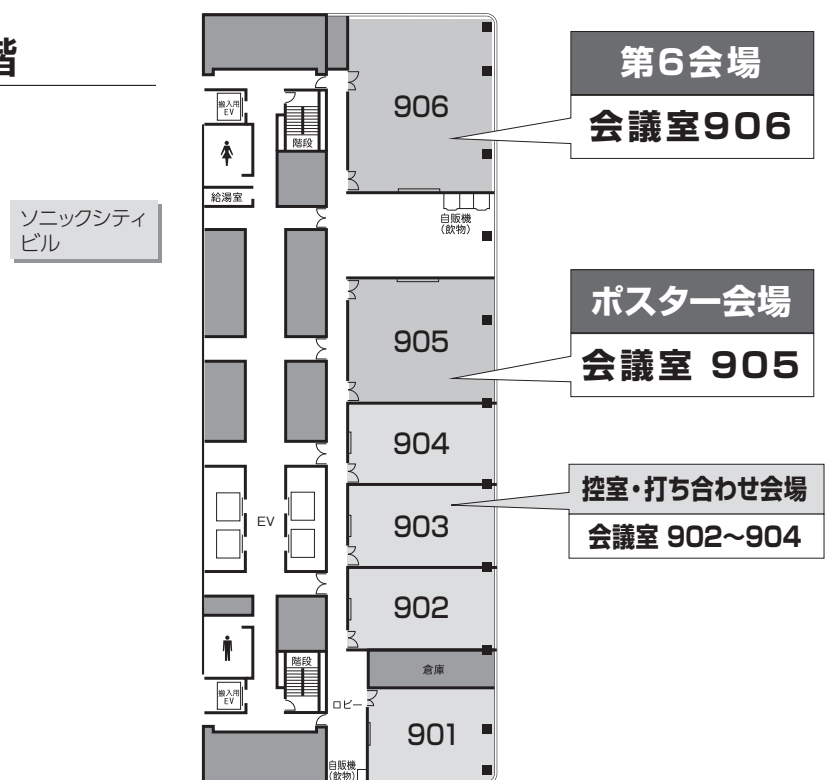 階
ソニックシティ
ビル
搬入用
EV
階段
給湯室
906
自販機
(飲物)
905
904
903
902
EV
階段
搬入用
EV
倉庫
ロビー
901
自販機
(飲物)
第6会場
会議室906
ポスター会場
会議室 905
控室・打ち合わせ会場
会議室 902〜904